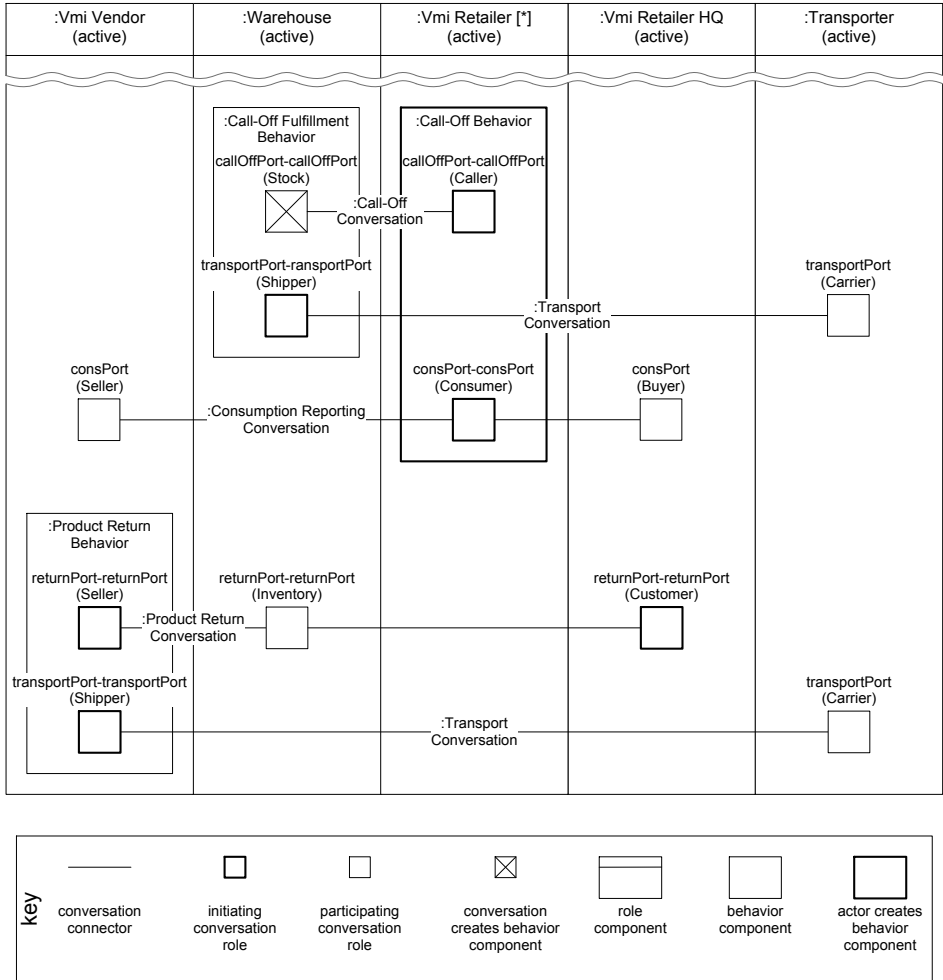 :Vmi Vendor
(active)
:Warehouse
(active)
:Vmi Retailer [*]
(active)
:Vmi Retailer HQ
(active)
:Transporter
(active)
:Call-Off Fulfillment
Behavior
:Call-Off Behavior
callOffPort-callOffPort
(Stock)
callOffPort-callOffPort
(Caller)
:Call-Off
Conversation
transportPort-ransportPort
(Shipper)
transportPort
(Carrier)
:Transport
Conversation
consPort
(Seller)
consPort-consPort
(Consumer)
consPort
(Buyer)
:Consumption Reporting
Conversation
:Product Return
Behavior
returnPort-returnPort
(Seller)
returnPort-returnPort
(Inventory)
returnPort-returnPort
(Customer)
:Product Return
Conversation
transportPort-transportPort
(Shipper)
transportPort
(Carrier)
:Transport
Conversation
key
conversation
connector
initiating
conversation
role
participating
conversation
role
conversation
creates behavior
component
role
component
behavior
component
actor creates
behavior
component